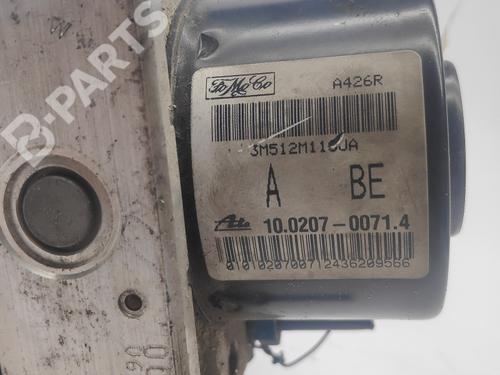 FoMoCo A426R
3M512M110JA
A BE
Ate 10.0207-0071.4
0101020700712436209566
B-PARTS